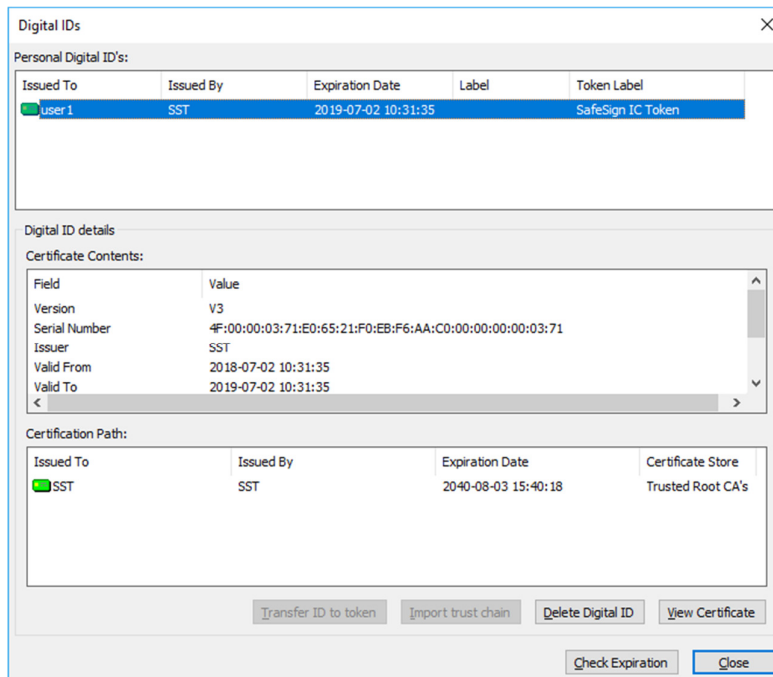 Digital IDs
Personal Digital ID's:
Issued To Issued By Expiration Date Label Token Label
user1 SST 2019-07-02 10:31:35 SafeSign IC Token
Digital ID details
Certificate Contents:
Field Value
Version V3
Serial Number 4F:00:00:03:71:E0:65:21:F0:EB:F6:AA:C0:00:00:00:00:03:71
Issuer SST
Valid From 2018-07-02 10:31:35
Valid To 2019-07-02 10:31:35
Certification Path:
Issued To Issued By Expiration Date Certificate Store
SST SST 2040-08-03 15:40:18 Trusted Root CA's
Transfer ID to token Import trust chain Delete Digital ID View Certificate
Check Expiration Close